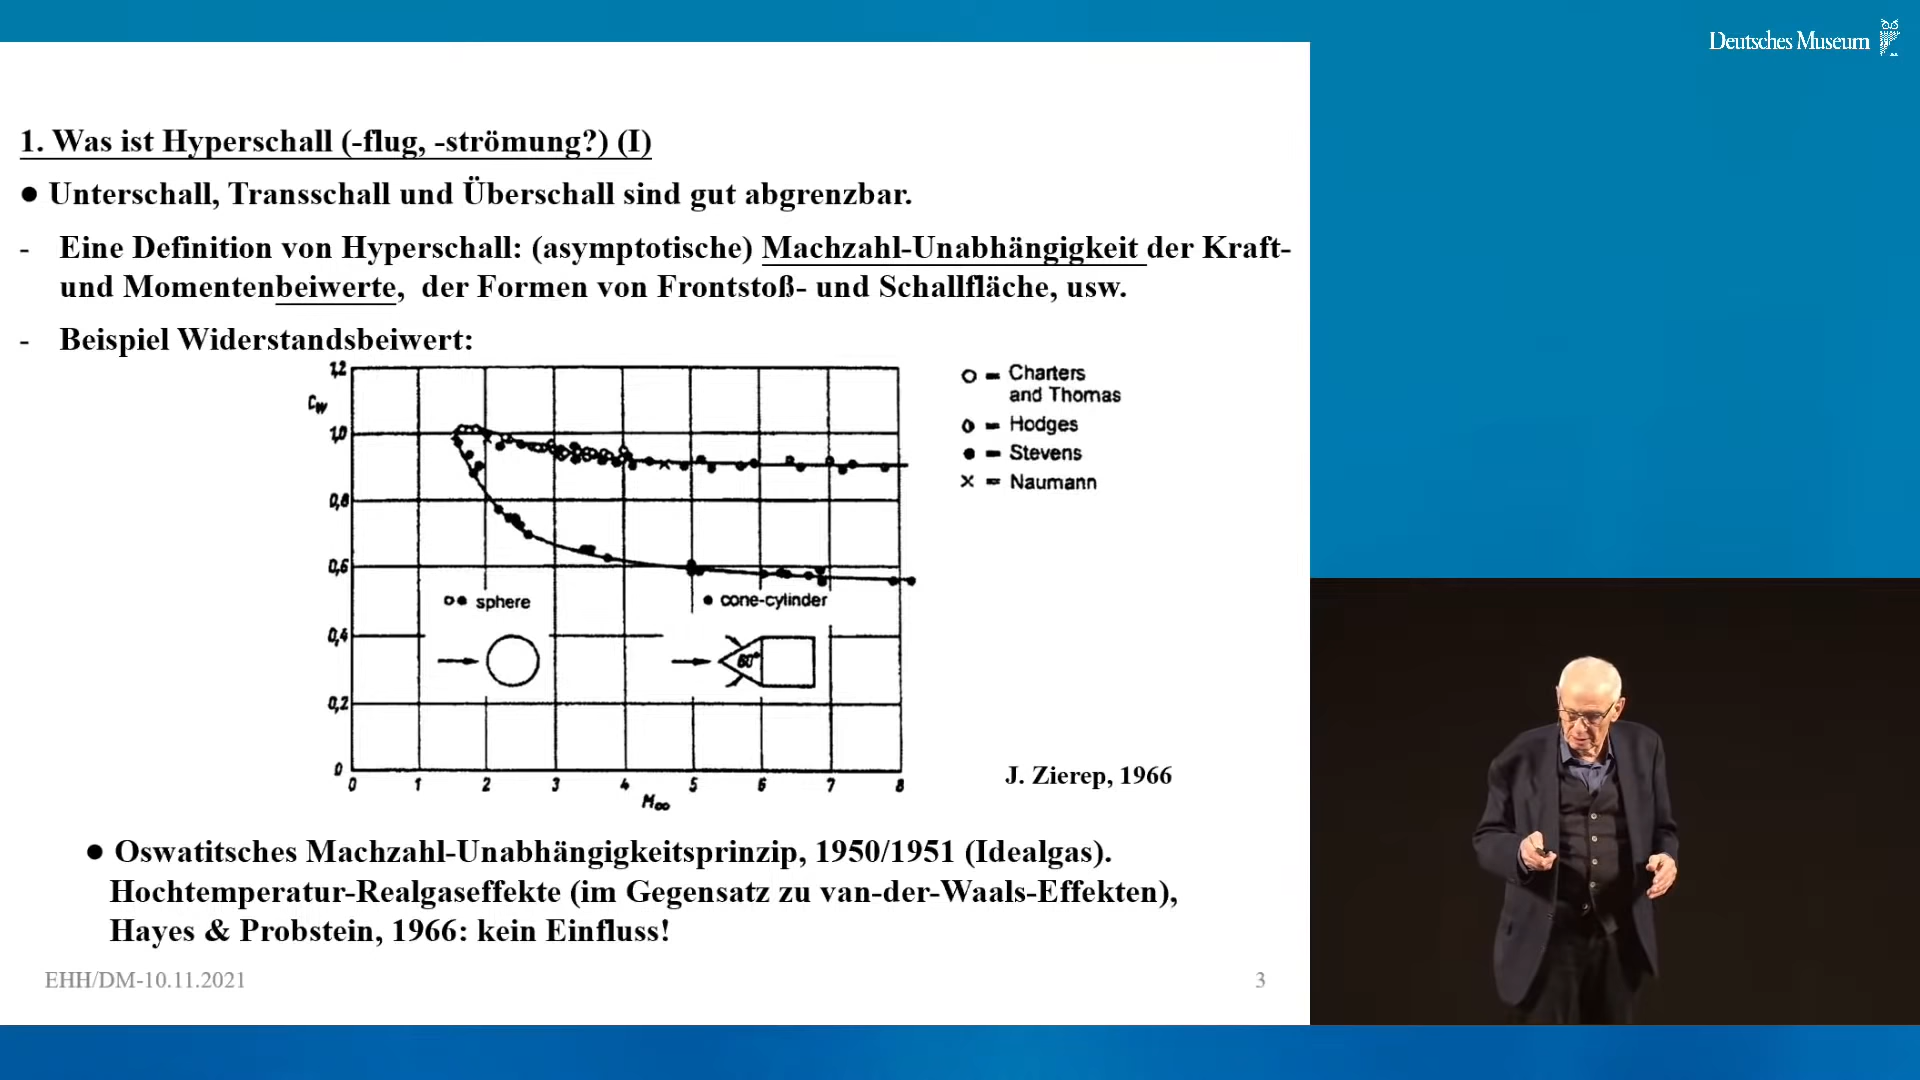 Deutsches Museum
1. Was ist Hyperschall (-flug, -strömung?) (I)
● Unterschall, Transschall und Überschall sind gut abgrenzbar.
- Eine Definition von Hyperschall: (asymptotische) Machzahl-Unabhängigkeit der Kraft-
und Momentenbeiwerte, der Formen von Frontstoß- und Schallfläche, usw.
- Beispiel Widerstandsbeiwert:
1,2
C_W
1,0
0,8
0,6
0,4
0,2
0
0 1 2 3 4 5 6 7 8
M∞
sphere
cone-cylinder
60°
Charters
and Thomas
Hodges
Stevens
Naumann
J. Zierep, 1966
● Oswatitsches Machzahl-Unabhängigkeitsprinzip, 1950/1951 (Idealgas).
Hochtemperatur-Realgaseffekte (im Gegensatz zu van-der-Waals-Effekten),
Hayes & Probstein, 1966: kein Einfluss!
EHH/DM-10.11.2021
3